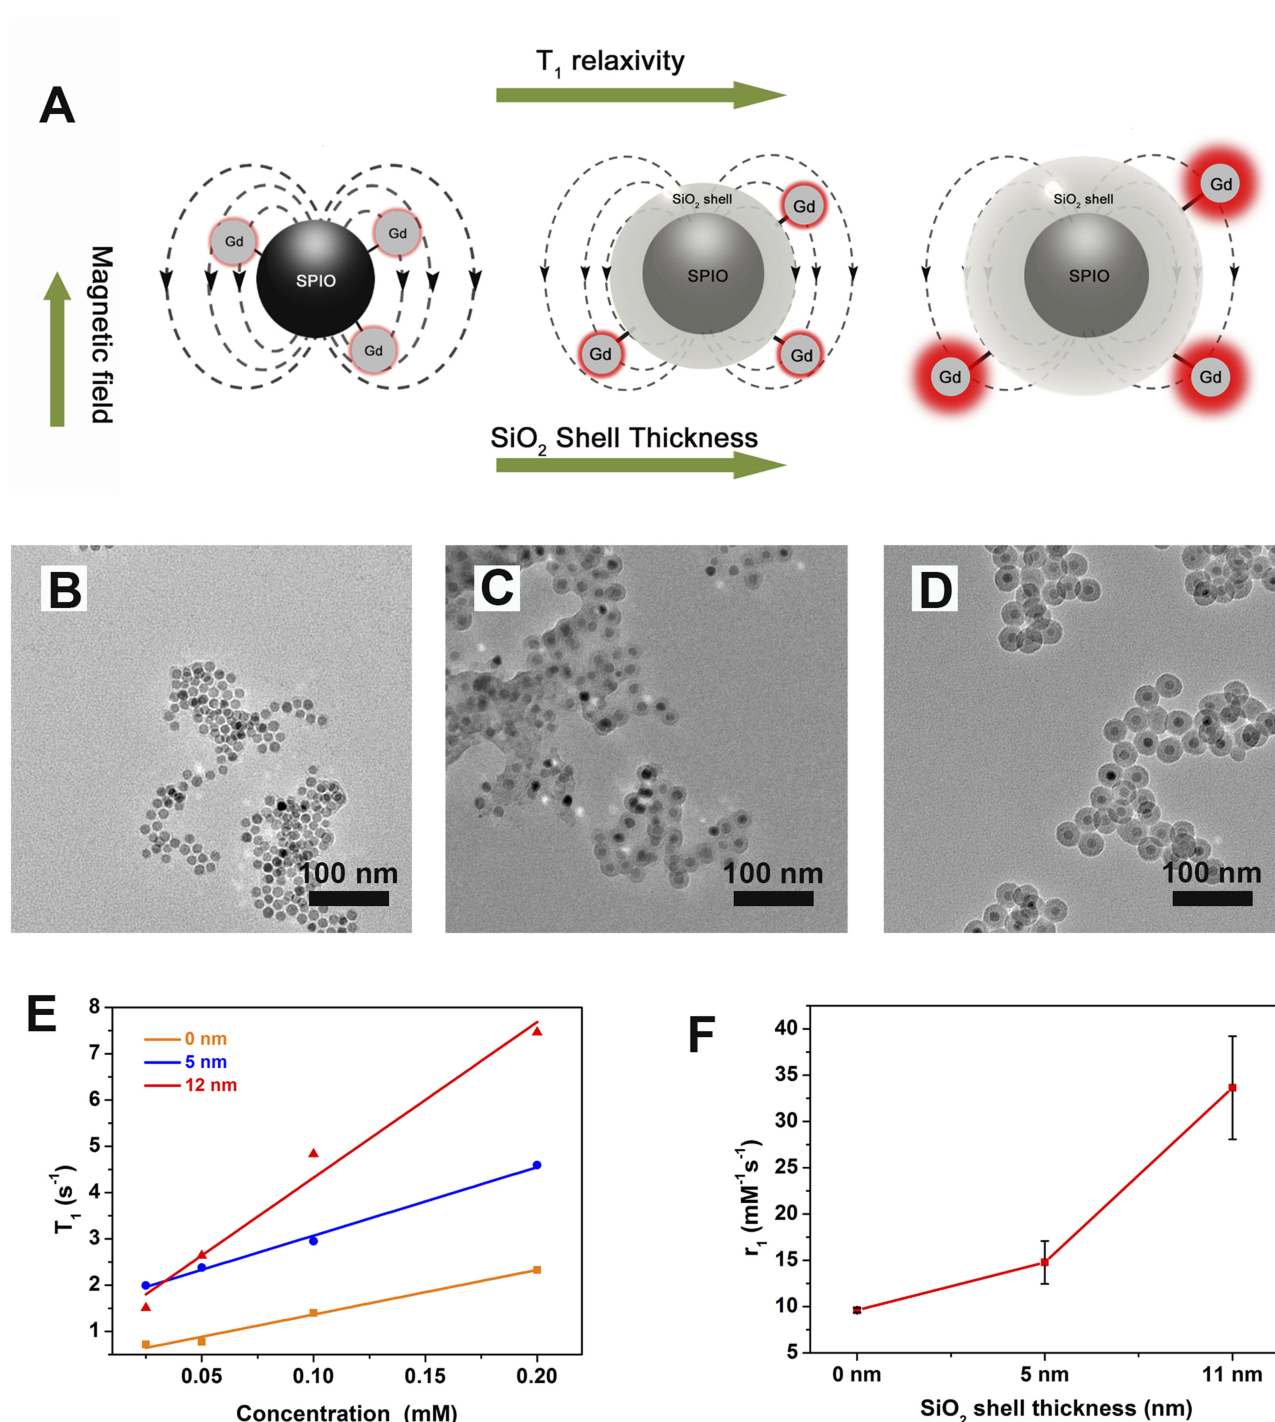 A
T₁ relaxivity
Magnetic field
Gd
Gd
Gd
SPIO
SiO₂ shell
SPIO
Gd
Gd
Gd
SiO₂ shell
SPIO
Gd
Gd
Gd
SiO₂ Shell Thickness
B
100 nm
C
100 nm
D
100 nm
E
0 nm
5 nm
12 nm
8
7
6
5
4
3
2
1
T₁ (s⁻¹)
0.05 0.10 0.15 0.20
Concentration (mM)
F
40
35
30
25
20
15
10
5
r₁ (mM⁻¹s⁻¹)
0 nm 5 nm 11 nm
SiO₂ shell thickness (nm)